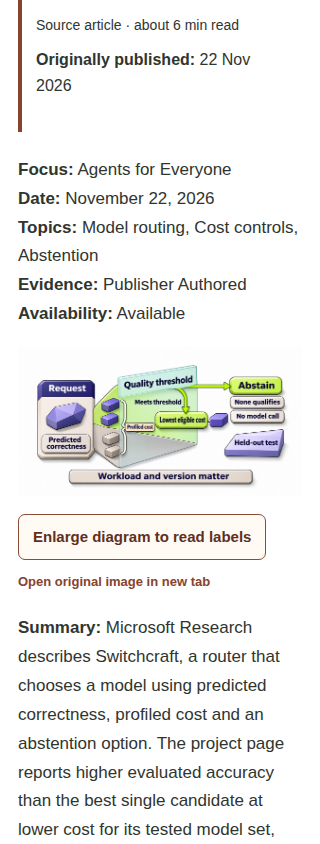 Source article · about 6 min read
Originally published: 22 Nov
2026
Focus: Agents for Everyone
Date: November 22, 2026
Topics: Model routing, Cost controls,
Abstention
Evidence: Publisher Authored
Availability: Available
Request
Predicted
correctness
Quality threshold
Meets threshold
Profiled cost
Lowest eligible cost
Abstain
None qualifies
No model call
Held-out test
Workload and version matter
Enlarge diagram to read labels
Open original image in new tab
Summary: Microsoft Research
describes Switchcraft, a router that
chooses a model using predicted
correctness, profiled cost and an
abstention option. The project page
reports higher evaluated accuracy
than the best single candidate at
lower cost for its tested model set,